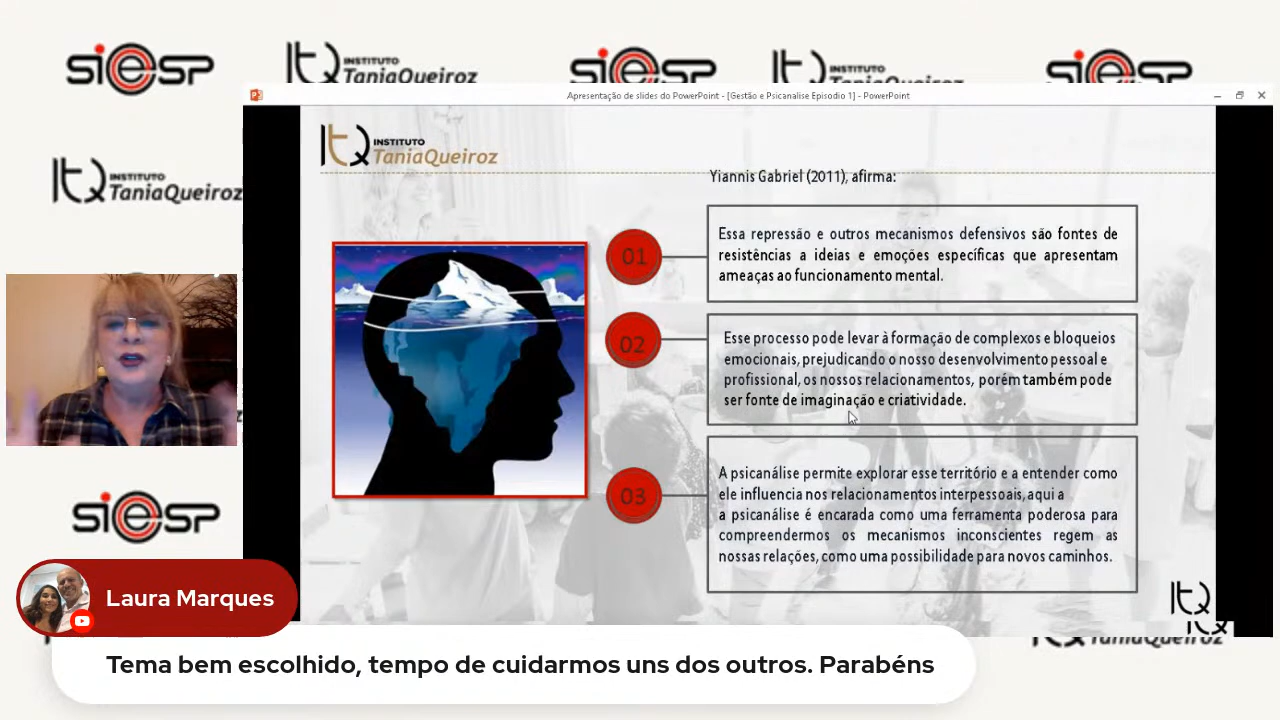 SIESP
INSTITUTO
TaniaQueiroz
SIESP
INSTITUTO
TaniaQueiroz
SIESP
Apresentação de slides do PowerPoint - [Gestão e Psicanalise Episodio 1] - PowerPoint
INSTITUTO
TaniaQueiroz
INSTITUTO
TaniaQueiroz
Yiannis Gabriel (2011), afirma:
01
Essa repressão e outros mecanismos defensivos são fontes de
resistências a ideias e emoções específicas que apresentam
ameaças ao funcionamento mental.
02
Esse processo pode levar à formação de complexos e bloqueios
emocionais, prejudicando o nosso desenvolvimento pessoal e
profissional, os nossos relacionamentos, porém também pode
ser fonte de imaginação e criatividade.
03
A psicanálise permite explorar esse território e a entender como
ele influencia nos relacionamentos interpessoais, aqui a
a psicanálise é encarada como uma ferramenta poderosa para
compreendermos os mecanismos inconscientes regem as
nossas relações, como uma possibilidade para novos caminhos.
SIESP
TaniaQueiroz
Laura Marques
Tema bem escolhido, tempo de cuidarmos uns dos outros. Parabéns